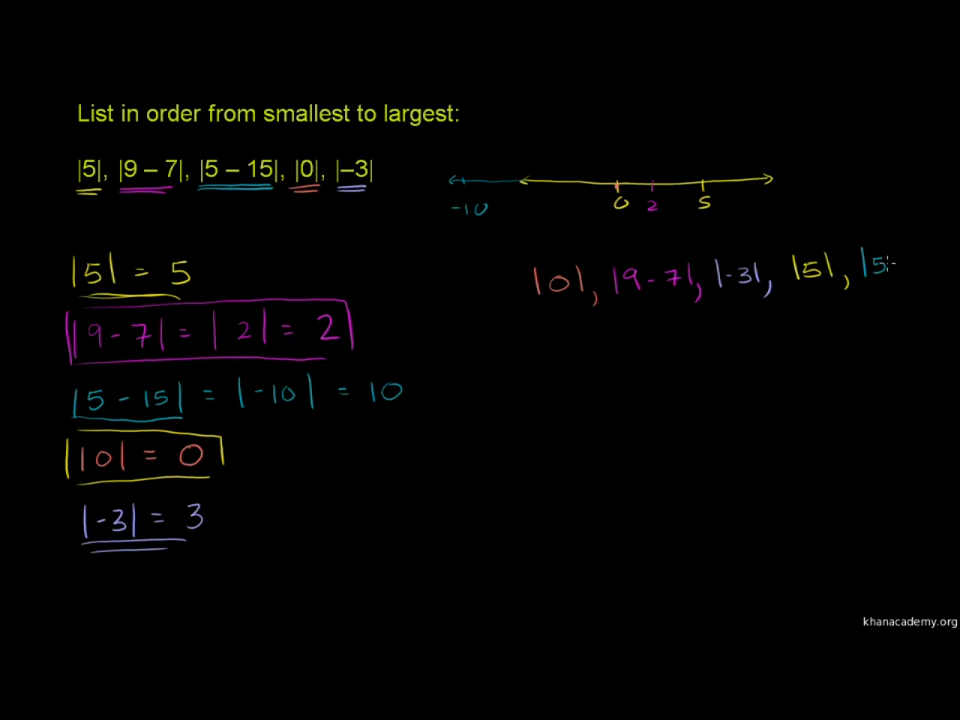 List in order from smallest to largest:
|5|, |9 – 7|, |5 – 15|, |0|, |–3|
-10 0 2 5
|5| = 5
|0|, |9-7|, |-3|, |5|, |5-
|9-7| = |2| = 2
|5-15| = |-10| = 10
|0| = 0
|-3| = 3
khanacademy.org